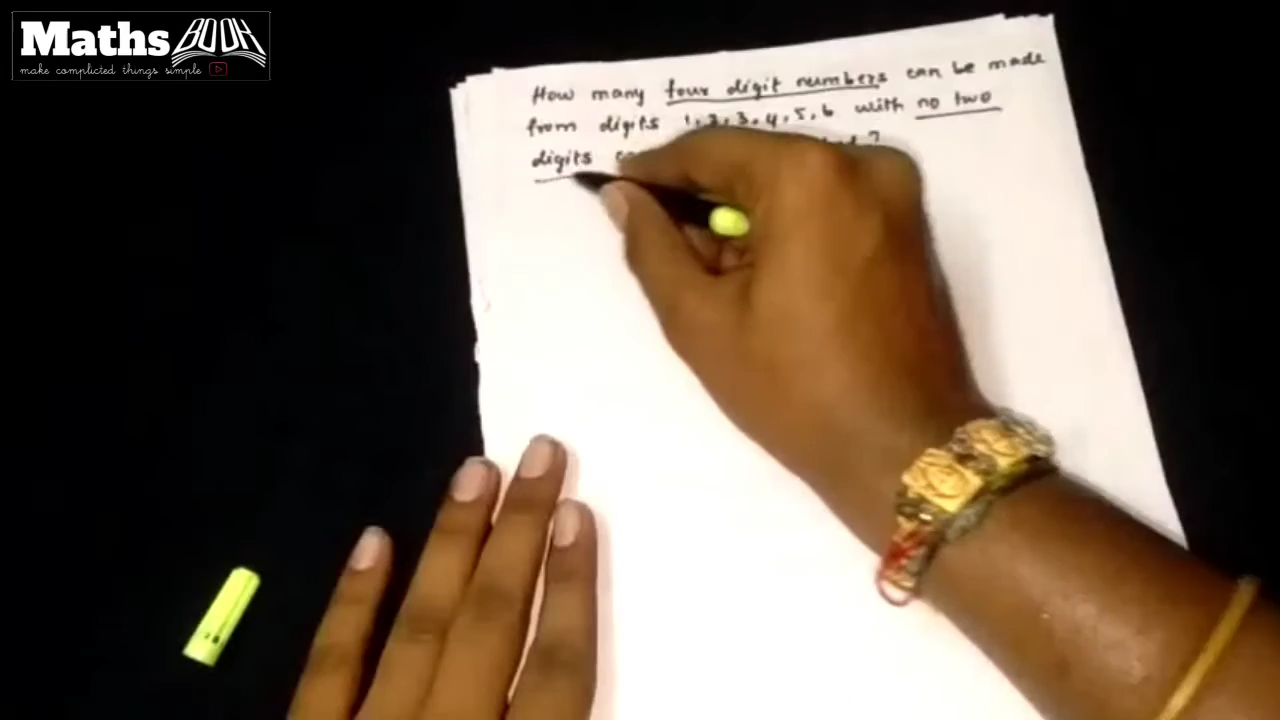 Maths BOOK
make complicted things simple
How many four digit numbers can be made
from digits 1, 2, 3, 4, 5, 6 with no two
digits